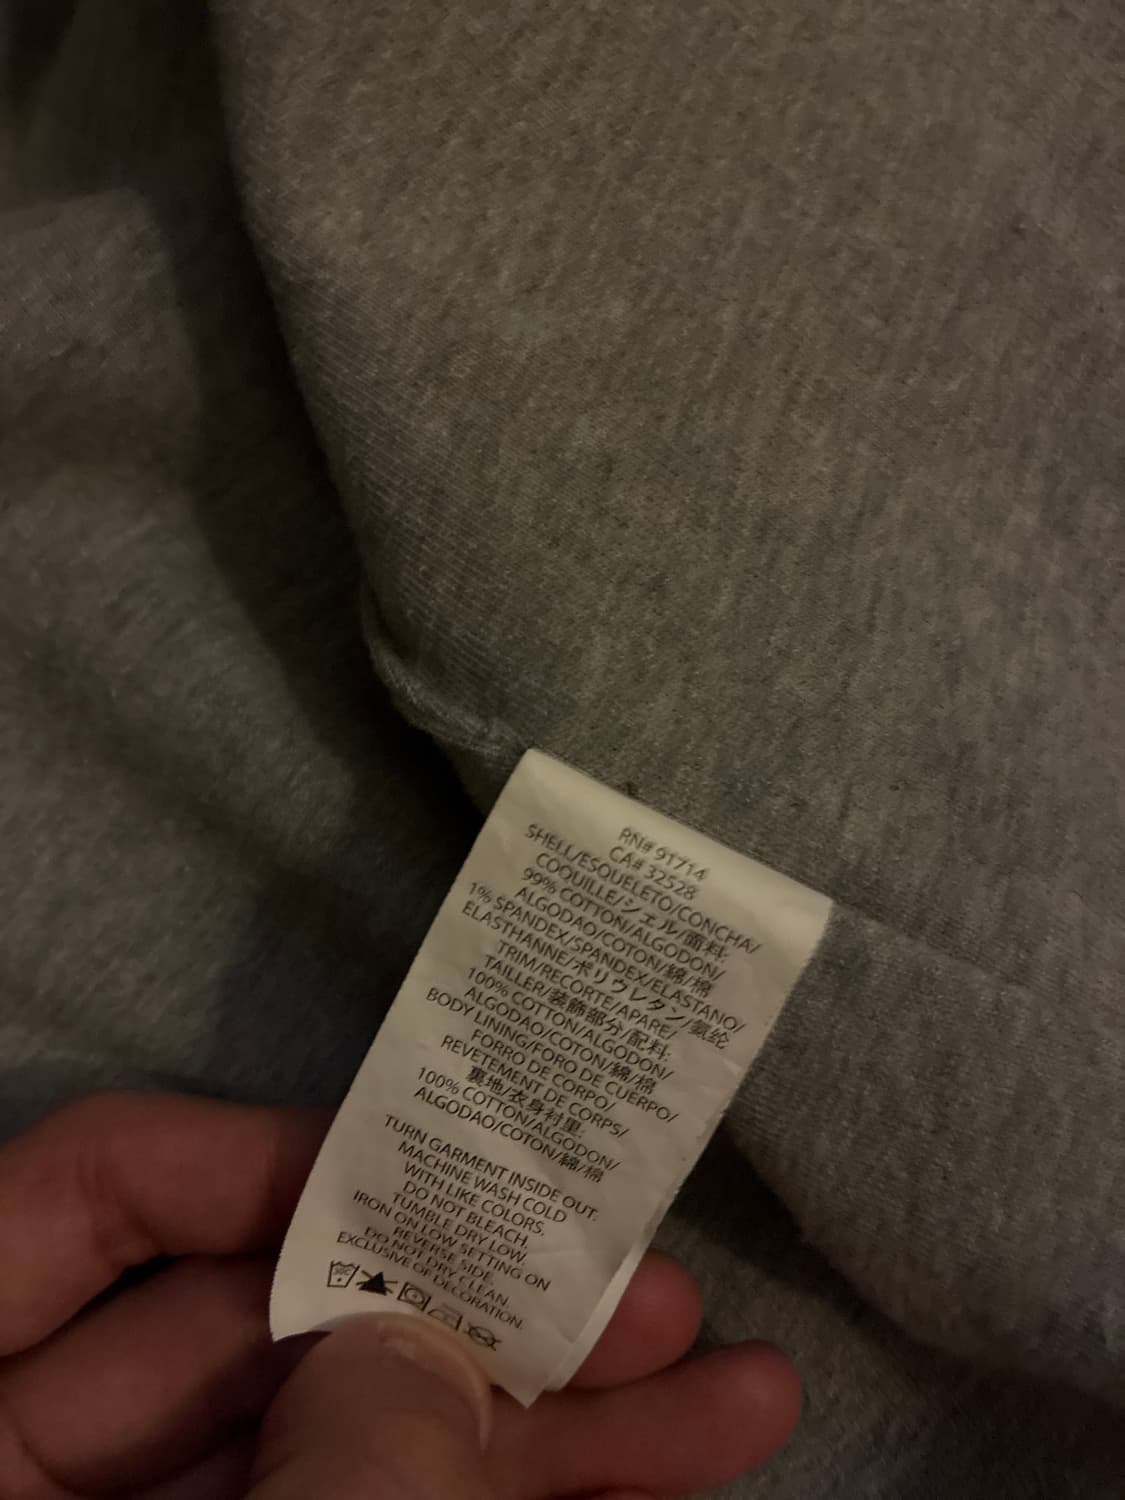 RN# 91714
CA# 32528
SHELL/ESQUELETO/CONCHA/
COQUILLE/シェル/面料:
99% COTTON/ALGODON/
ALGODAO/COTON/綿/棉
1% SPANDEX/SPANDEX/ELASTANO/
ELASTHANNE/ポリウレタン/氨纶
TRIM/RECORTE/APARE/
TAILLER/装飾部分/配料:
100% COTTON/ALGODON/
ALGODAO/COTON/綿/棉
BODY LINING/FORO DE CUERPO/
FORRO DE CORPO/
REVETEMENT DE CORPS/
裏地/衣身衬里:
100% COTTON/ALGODON/
ALGODAO/COTON/綿/棉
TURN GARMENT INSIDE OUT.
MACHINE WASH COLD
WITH LIKE COLORS.
DO NOT BLEACH.
TUMBLE DRY LOW.
IRON ON LOW SETTING ON
REVERSE SIDE.
DO NOT DRY CLEAN.
EXCLUSIVE OF DECORATION.
30C